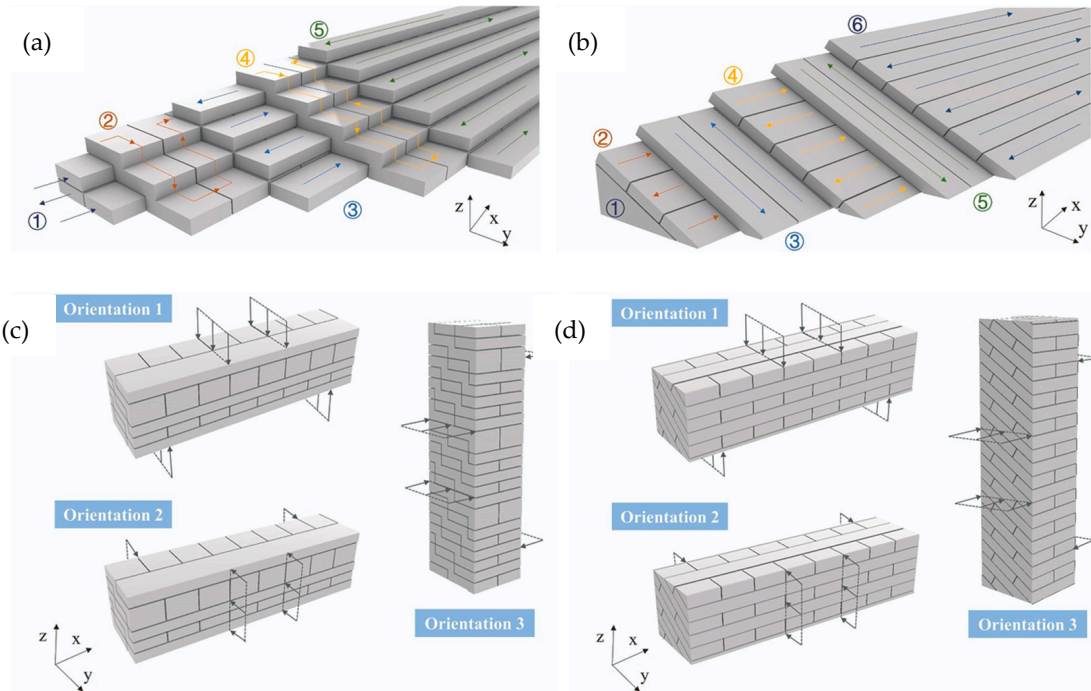 (a)
⑤
④
②
①
③
z
x
y
(b)
⑥
④
②
①
③
⑤
z
x
y
(c)
Orientation 1
Orientation 2
Orientation 3
z
x
y
(d)
Orientation 1
Orientation 2
Orientation 3
z
x
y